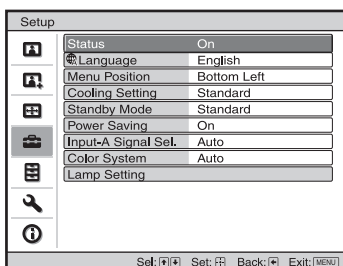 Setup
Status On
Language English
Menu Position Bottom Left
Cooling Setting Standard
Standby Mode Standard
Power Saving On
Input-A Signal Sel. Auto
Color System Auto
Lamp Setting
Sel: Set: Back: Exit: MENU